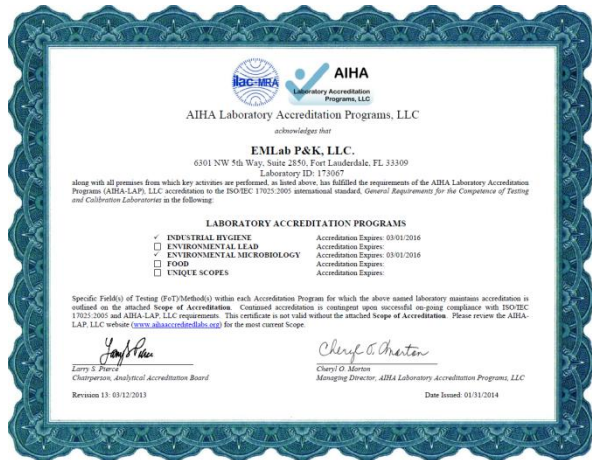 ilac-MRA
AIHA
Laboratory Accreditation
Programs, LLC
AIHA Laboratory Accreditation Programs, LLC
acknowledges that
EMLab P&K, LLC.
6301 NW 5th Way, Suite 2850, Fort Lauderdale, FL 33309
Laboratory ID: 173067
along with all premises from which key activities are performed, as listed above, has fulfilled the requirements of the AIHA Laboratory Accreditation
Programs (AIHA-LAP), LLC accreditation to the ISO/IEC 17025:2005 international standard, General Requirements for the Competence of Testing
and Calibration Laboratories in the following:
LABORATORY ACCREDITATION PROGRAMS
✓ INDUSTRIAL HYGIENE Accreditation Expires: 03/01/2016
☐ ENVIRONMENTAL LEAD Accreditation Expires:
✓ ENVIRONMENTAL MICROBIOLOGY Accreditation Expires: 03/01/2016
☐ FOOD Accreditation Expires:
☐ UNIQUE SCOPES Accreditation Expires:
Specific Field(s) of Testing (FoT)/Method(s) within each Accreditation Program for which the above named laboratory maintains accreditation is
outlined on the attached Scope of Accreditation. Continued accreditation is contingent upon successful on-going compliance with ISO/IEC
17025:2005 and AIHA-LAP, LLC requirements. This certificate is not valid without the attached Scope of Accreditation. Please review the AIHA-
LAP, LLC website (www.aihaaccreditedlabs.org) for the most current Scope.
Larry S Pierce
Cheryl O. Morton
Larry S. Pierce
Cheryl O. Morton
Chairperson, Analytical Accreditation Board
Managing Director, AIHA Laboratory Accreditation Programs, LLC
Revision 13: 03/12/2013
Date Issued: 01/31/2014